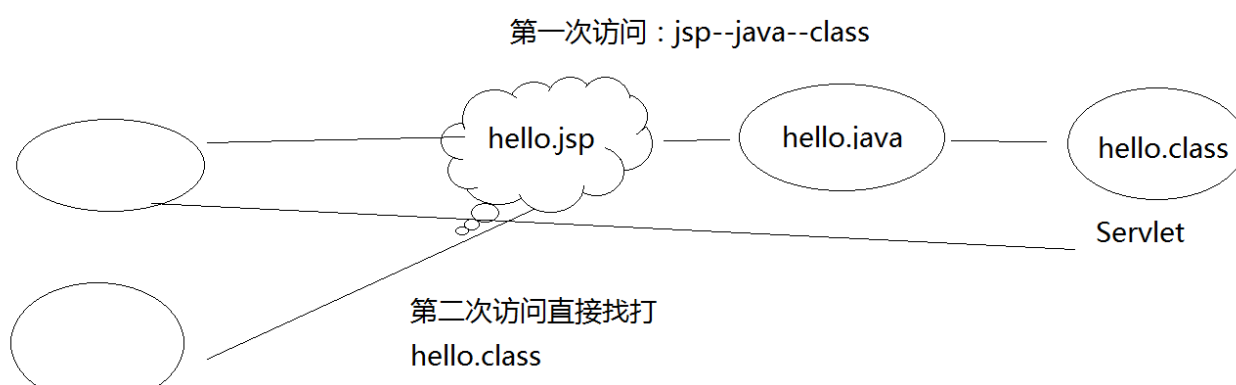 第一次访问：jsp--java--class
hello.jsp
hello.java
hello.class
Servlet
第二次访问直接找打
hello.class